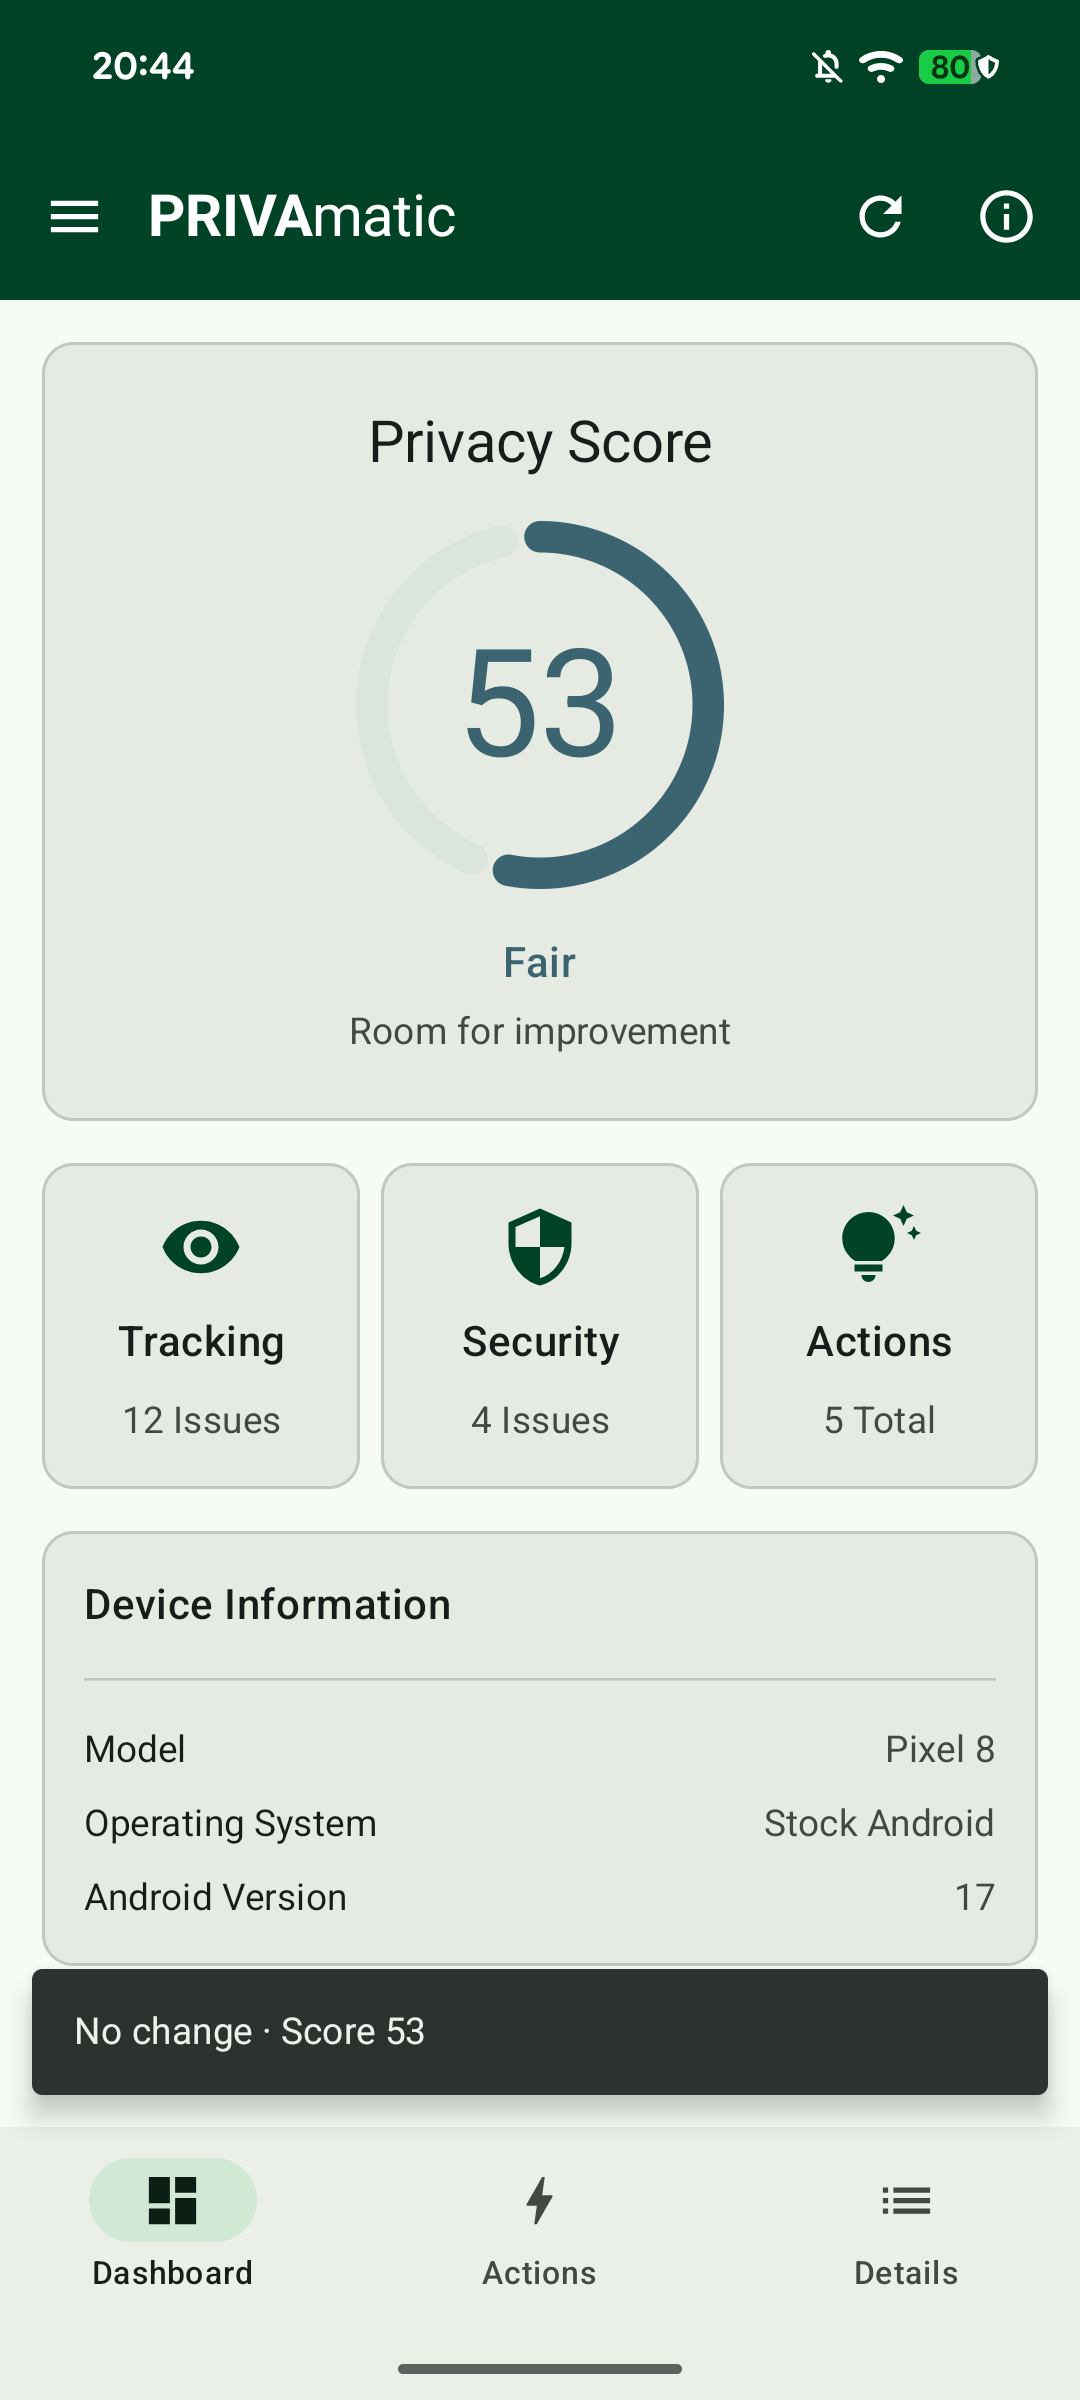 20:44
80
PRIVAmatic
Privacy Score
53
Fair
Room for improvement
Tracking
12 Issues
Security
4 Issues
Actions
5 Total
Device Information
Model Pixel 8
Operating System Stock Android
Android Version 17
No change · Score 53
Dashboard Actions Details